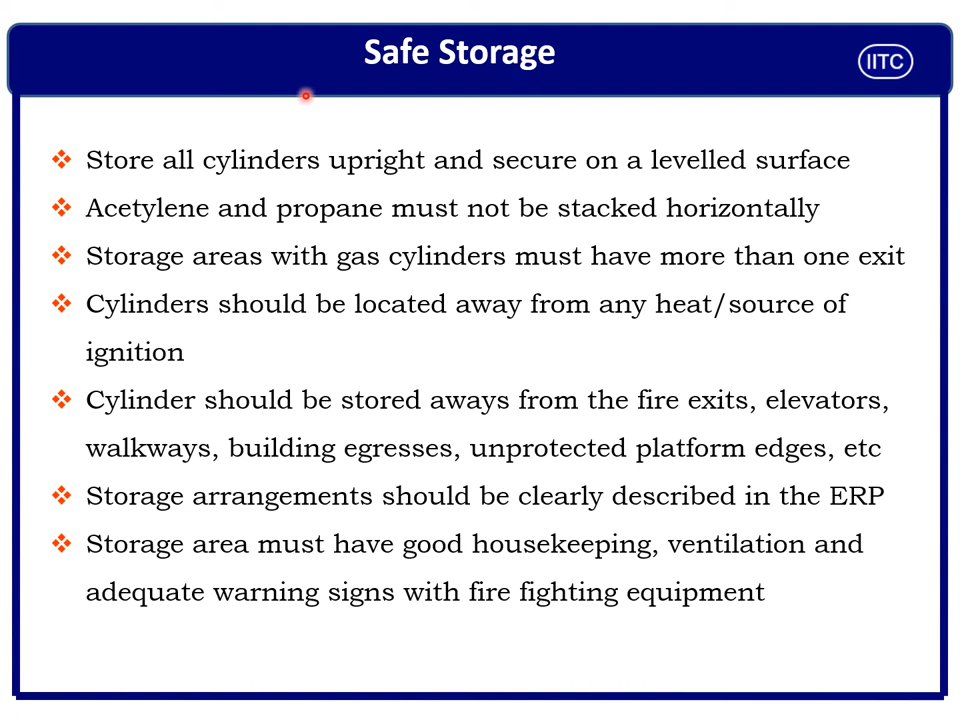 Safe Storage
IITC
Store all cylinders upright and secure on a levelled surface
Acetylene and propane must not be stacked horizontally
Storage areas with gas cylinders must have more than one exit
Cylinders should be located away from any heat/source of
ignition
Cylinder should be stored aways from the fire exits, elevators,
walkways, building egresses, unprotected platform edges, etc
Storage arrangements should be clearly described in the ERP
Storage area must have good housekeeping, ventilation and
adequate warning signs with fire fighting equipment